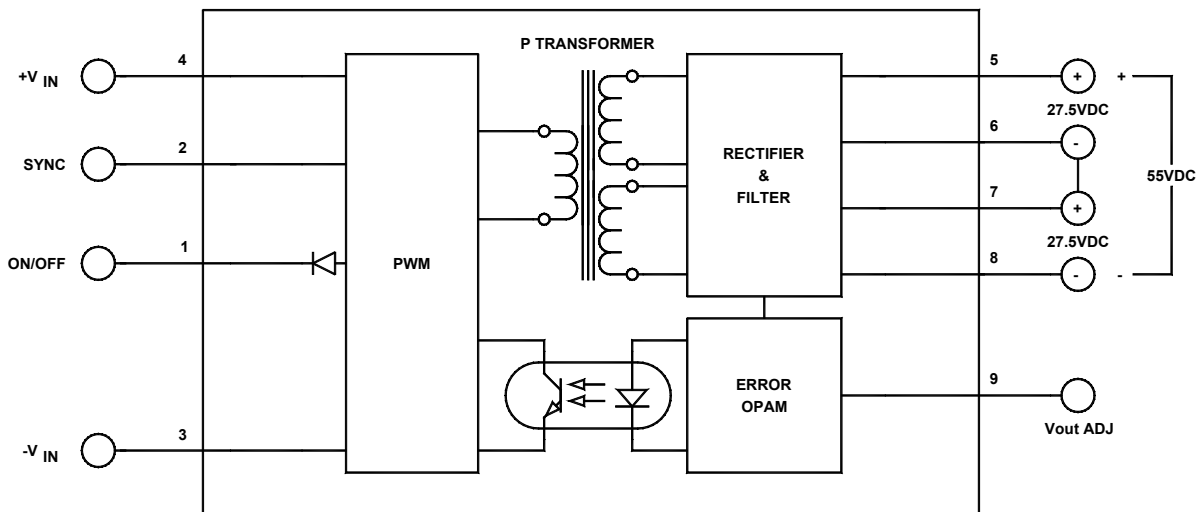 P TRANSFORMER
+V IN
4
SYNC
2
ON/OFF
1
-V IN
3
PWM
RECTIFIER
&
FILTER
ERROR
OPAM
5
+
+
27.5VDC
6
-
55VDC
7
+
27.5VDC
8
-
-
9
Vout ADJ